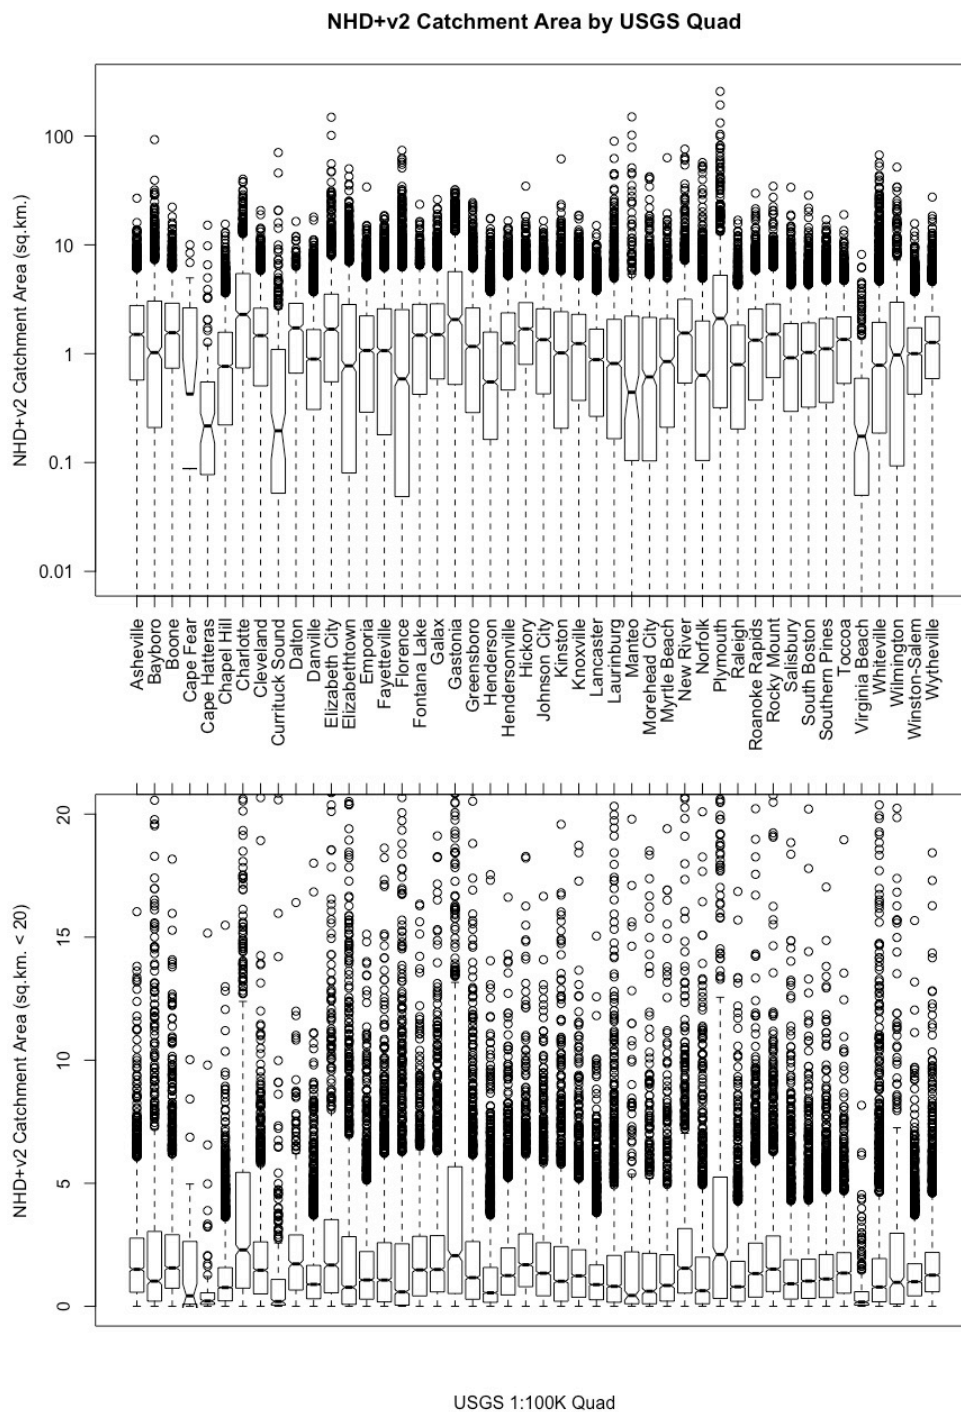 NHD+v2 Catchment Area by USGS Quad
NHD+v2 Catchment Area (sq.km.)
100
10
1
0.1
0.01
Asheville
Bayboro
Boone
Cape Fear
Cape Hatteras
Chapel Hill
Charlotte
Cleveland
Currituck Sound
Dalton
Danville
Elizabeth City
Elizabethtown
Emporia
Fayetteville
Florence
Fontana Lake
Galax
Gastonia
Greensboro
Henderson
Hendersonville
Hickory
Johnson City
Kinston
Knoxville
Lancaster
Laurinburg
Manteo
Morehead City
Myrtle Beach
New River
Norfolk
Plymouth
Raleigh
Roanoke Rapids
Rocky Mount
Salisbury
South Boston
Southern Pines
Toccoa
Virginia Beach
Whiteville
Wilmington
Winston-Salem
Wytheville
NHD+v2 Catchment Area (sq.km. < 20)
20
15
10
5
0
USGS 1:100K Quad